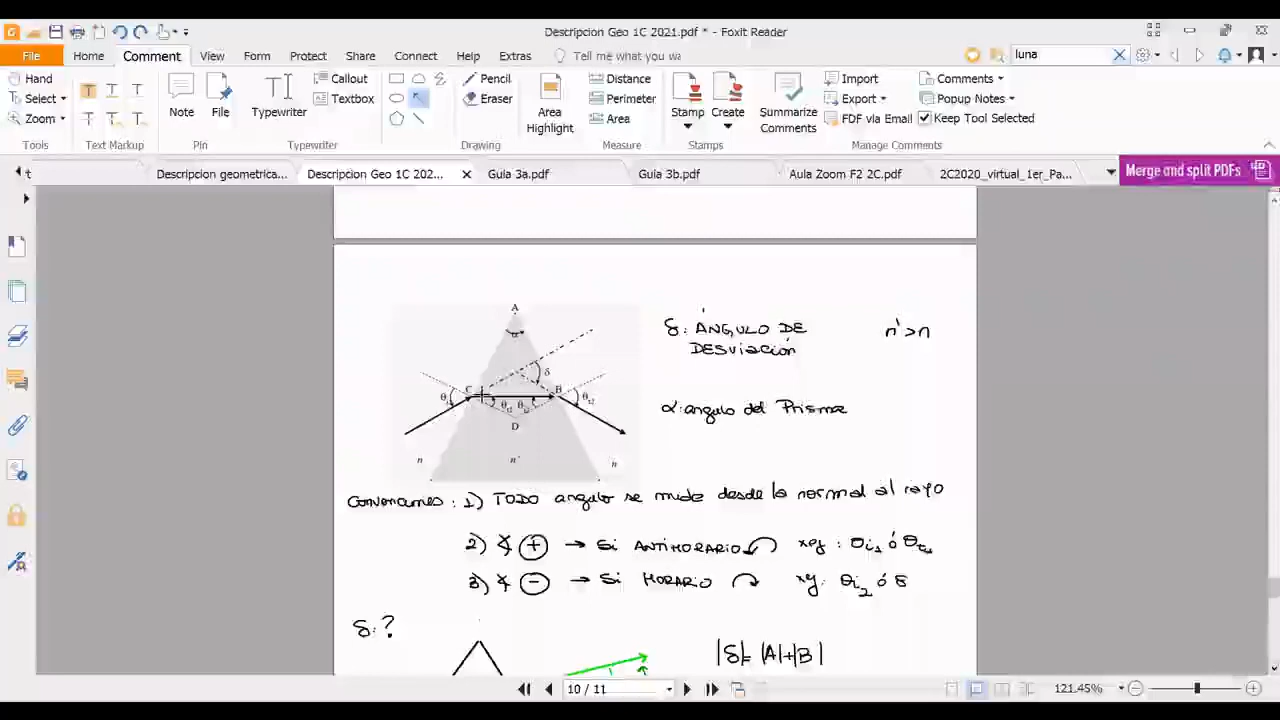 Descripcion Geo 1C 2021.pdf * - Foxit Reader
luna
File Home Comment View Form Protect Share Connect Help Extras Tell me what you wa
Hand
Select
Zoom
Tools
Text Markup
Note
File
Pin
Typewriter
Callout
Textbox
Typewriter
Pencil
Eraser
Drawing
Area Highlight
Distance
Perimeter
Area
Measure
Stamp
Create
Stamps
Summarize Comments
Import
Export
FDF via Email
Comments
Popup Notes
Keep Tool Selected
Manage Comments
Descripcion geometrica...
Descripcion Geo 1C 202...
Guia 3a.pdf
Guia 3b.pdf
Aula Zoom F2 2C.pdf
2C2020_virtual_1er_Pa...
Merge and split PDFs
A
α
δ
C
B
D
n
n'
n
δ: ÁNGULO DE
DESVIACIÓN
n' > n
α: angulo del Prisma
Convenciones: 1) TODO angulo se mide desde la normal al rayo
2) ∢ ⊕ → Si ANTIHORARIO
3) ∢ ⊖ → Si HORARIO
δ: ?
|δ| = |A|+|B|
10 / 11
121.45%